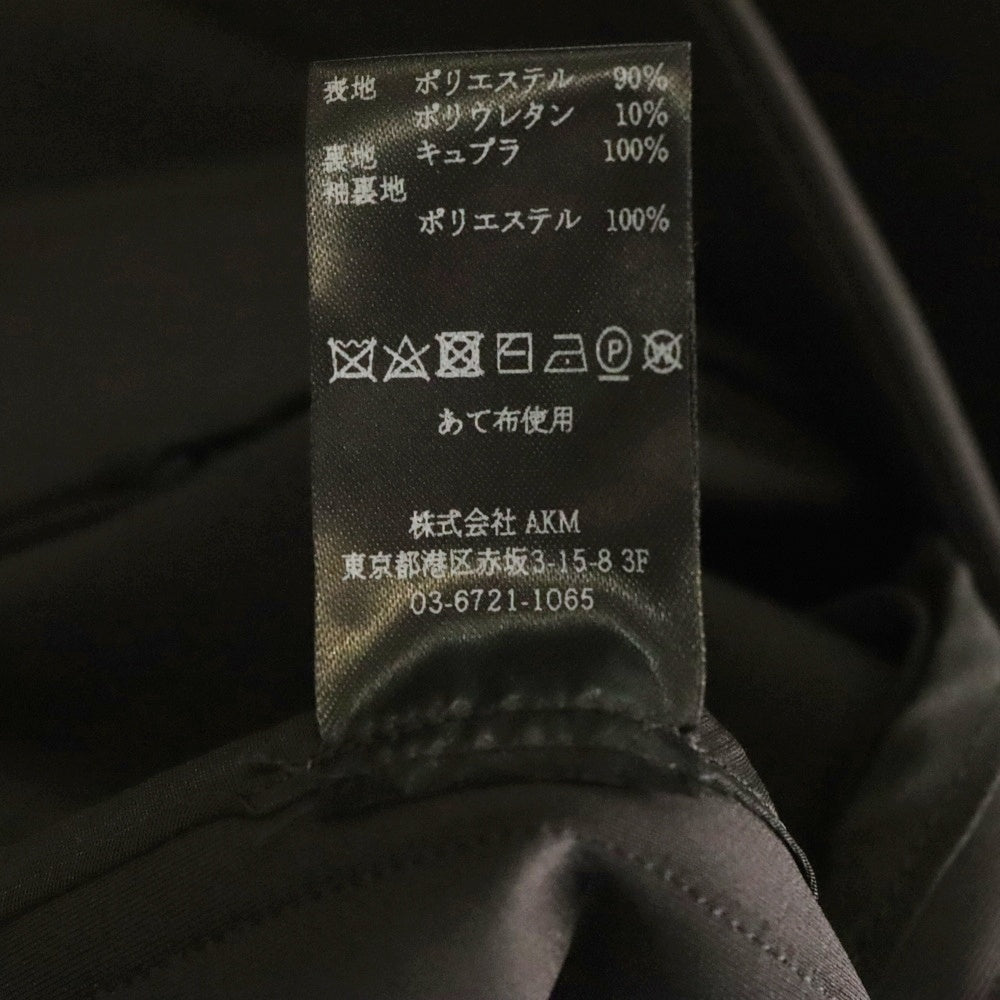 表地 ポリエステル 90%
ポリウレタン 10%
裏地 キュプラ 100%
袖裏地
ポリエステル 100%
P W
あて布使用
株式会社 AKM
東京都港区赤坂3-15-8 3F
03-6721-1065